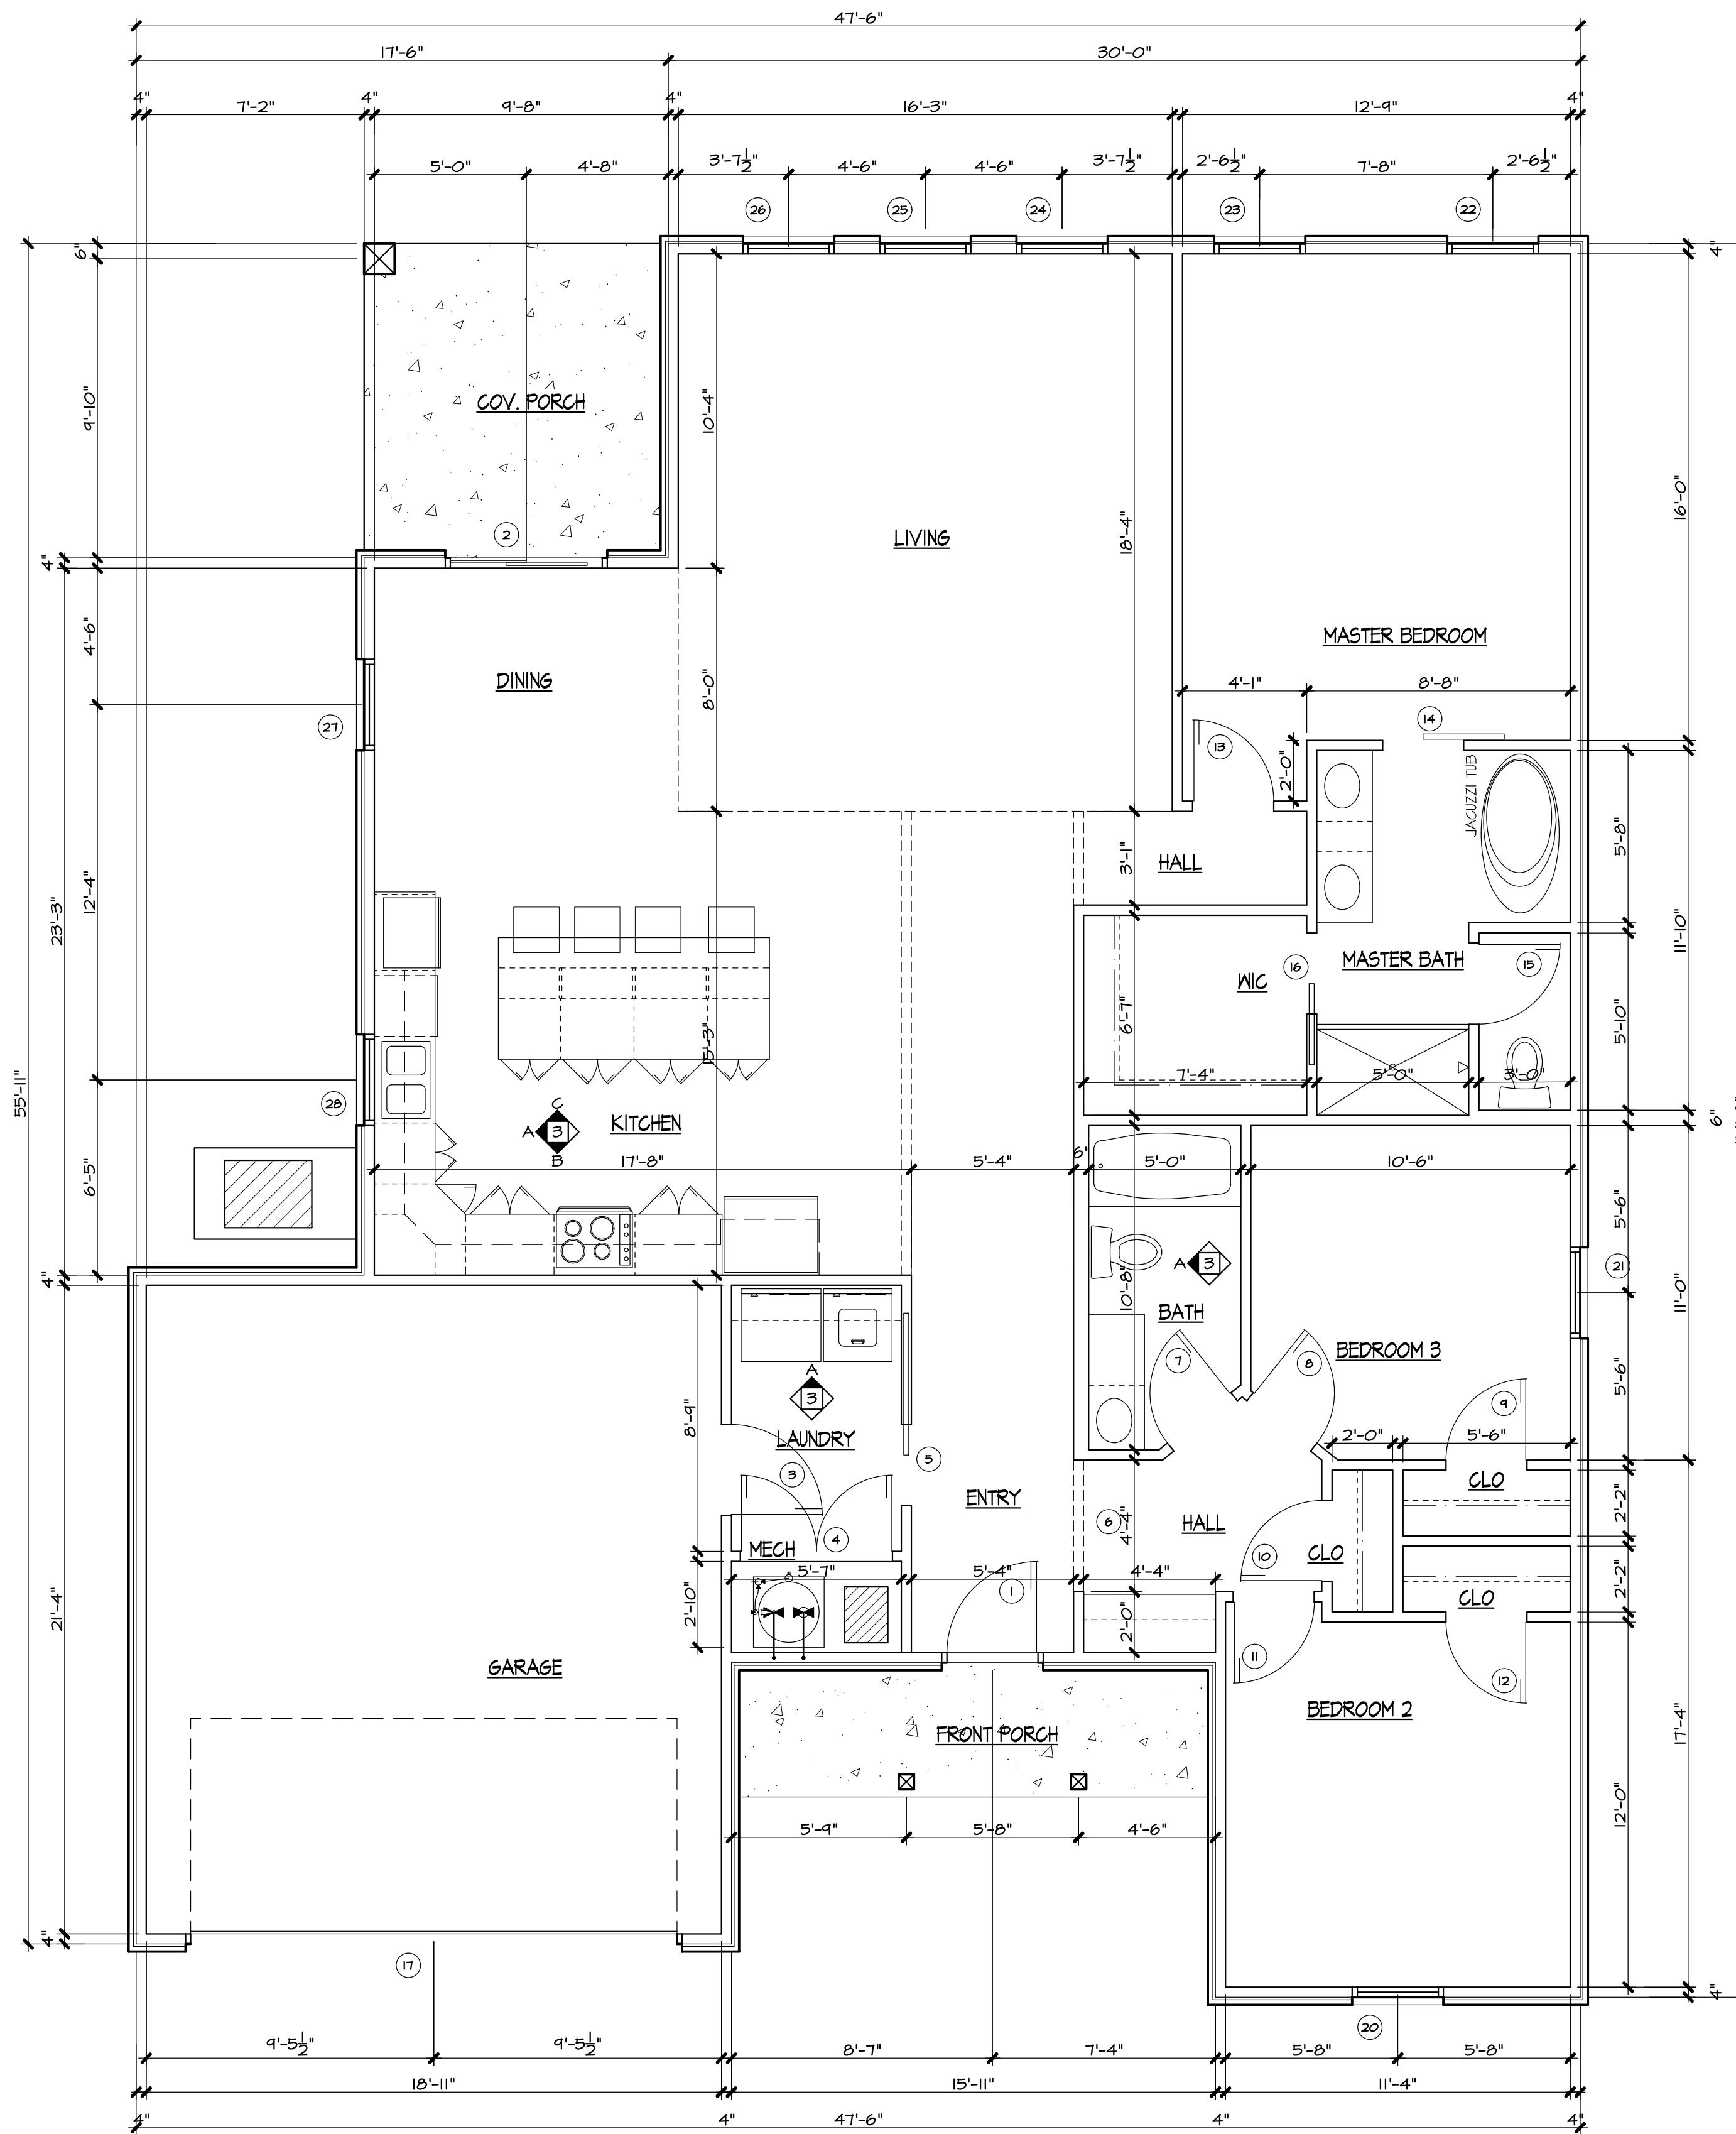 47'-6"
17'-6" 30'-0"
4" 7'-2" 4" 9'-8" 4" 16'-3" 12'-9" 4"
5'-0" 4'-8" 3'-7½" 4'-6" 4'-6" 3'-7½" 2'-6½" 7'-8" 2'-6½"
26 25 24 23 22
6" 4"
9'-10" 10'-4"
COV. PORCH
2
LIVING 18'-4" 16'-0"
4"
4'-6" MASTER BEDROOM
DINING 8'-0" 4'-1" 8'-8"
27 13 14
2'-0" JACUZZI TUB
5'-8"
HALL 3'-1"
12'-4"
23'-3" 11'-10"
MASTER BATH 15
WIC 16
6'-7" 5'-10"
15'-3"
55'-11" 7'-4" 5'-0" 3'-0"
28 C
A 3 KITCHEN 6"
B
6'-5" 17'-8" 5'-4" 6" 5'-0" 10'-6"
5'-6"
A 3 21
4" 10'-8" 11'-0"
BATH
BEDROOM 3
7 8
A 5'-6"
3 9
8'-9" 2'-0" 5'-6"
LAUNDRY
3 5 CLO
ENTRY 2'-2"
6 4'-4" HALL
4
MECH 10 CLO
5'-7" 5'-4" 1 4'-4" 2'-2"
CLO
21'-4" 2'-10" 2'-0"
11 12
GARAGE
BEDROOM 2
FRONT PORCH 17'-4"
12'-0"
5'-9" 5'-8" 4'-6"
4"
17 4"
20
9'-5½" 9'-5½" 8'-7" 7'-4" 5'-8" 5'-8"
18'-11" 15'-11" 11'-4"
4" 4" 47'-6" 4" 4"